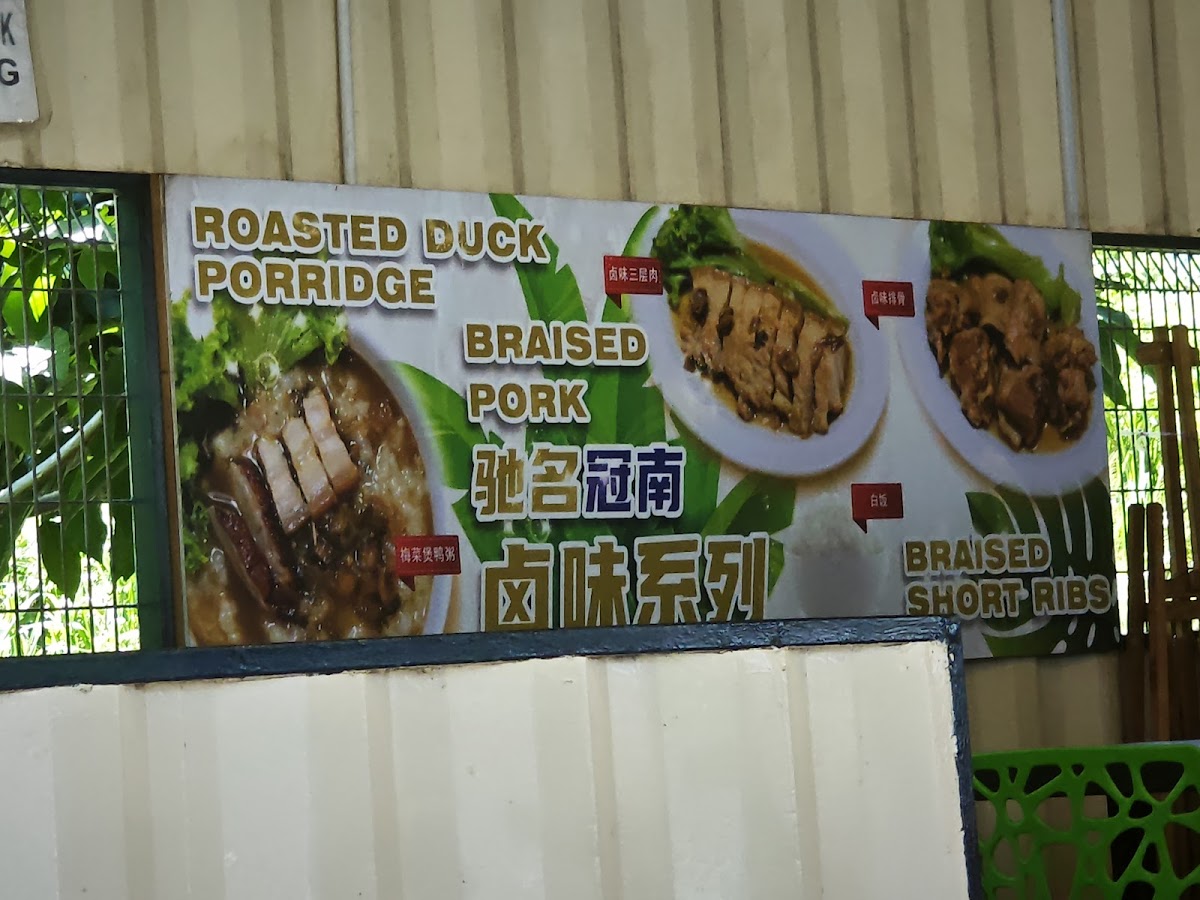 K
G
ROASTED DUCK
PORRIDGE
梅菜煲鸭粥
BRAISED
PORK
驰名冠南
卤味系列
卤味三层肉
卤味排骨
白饭
BRAISED
SHORT RIBS